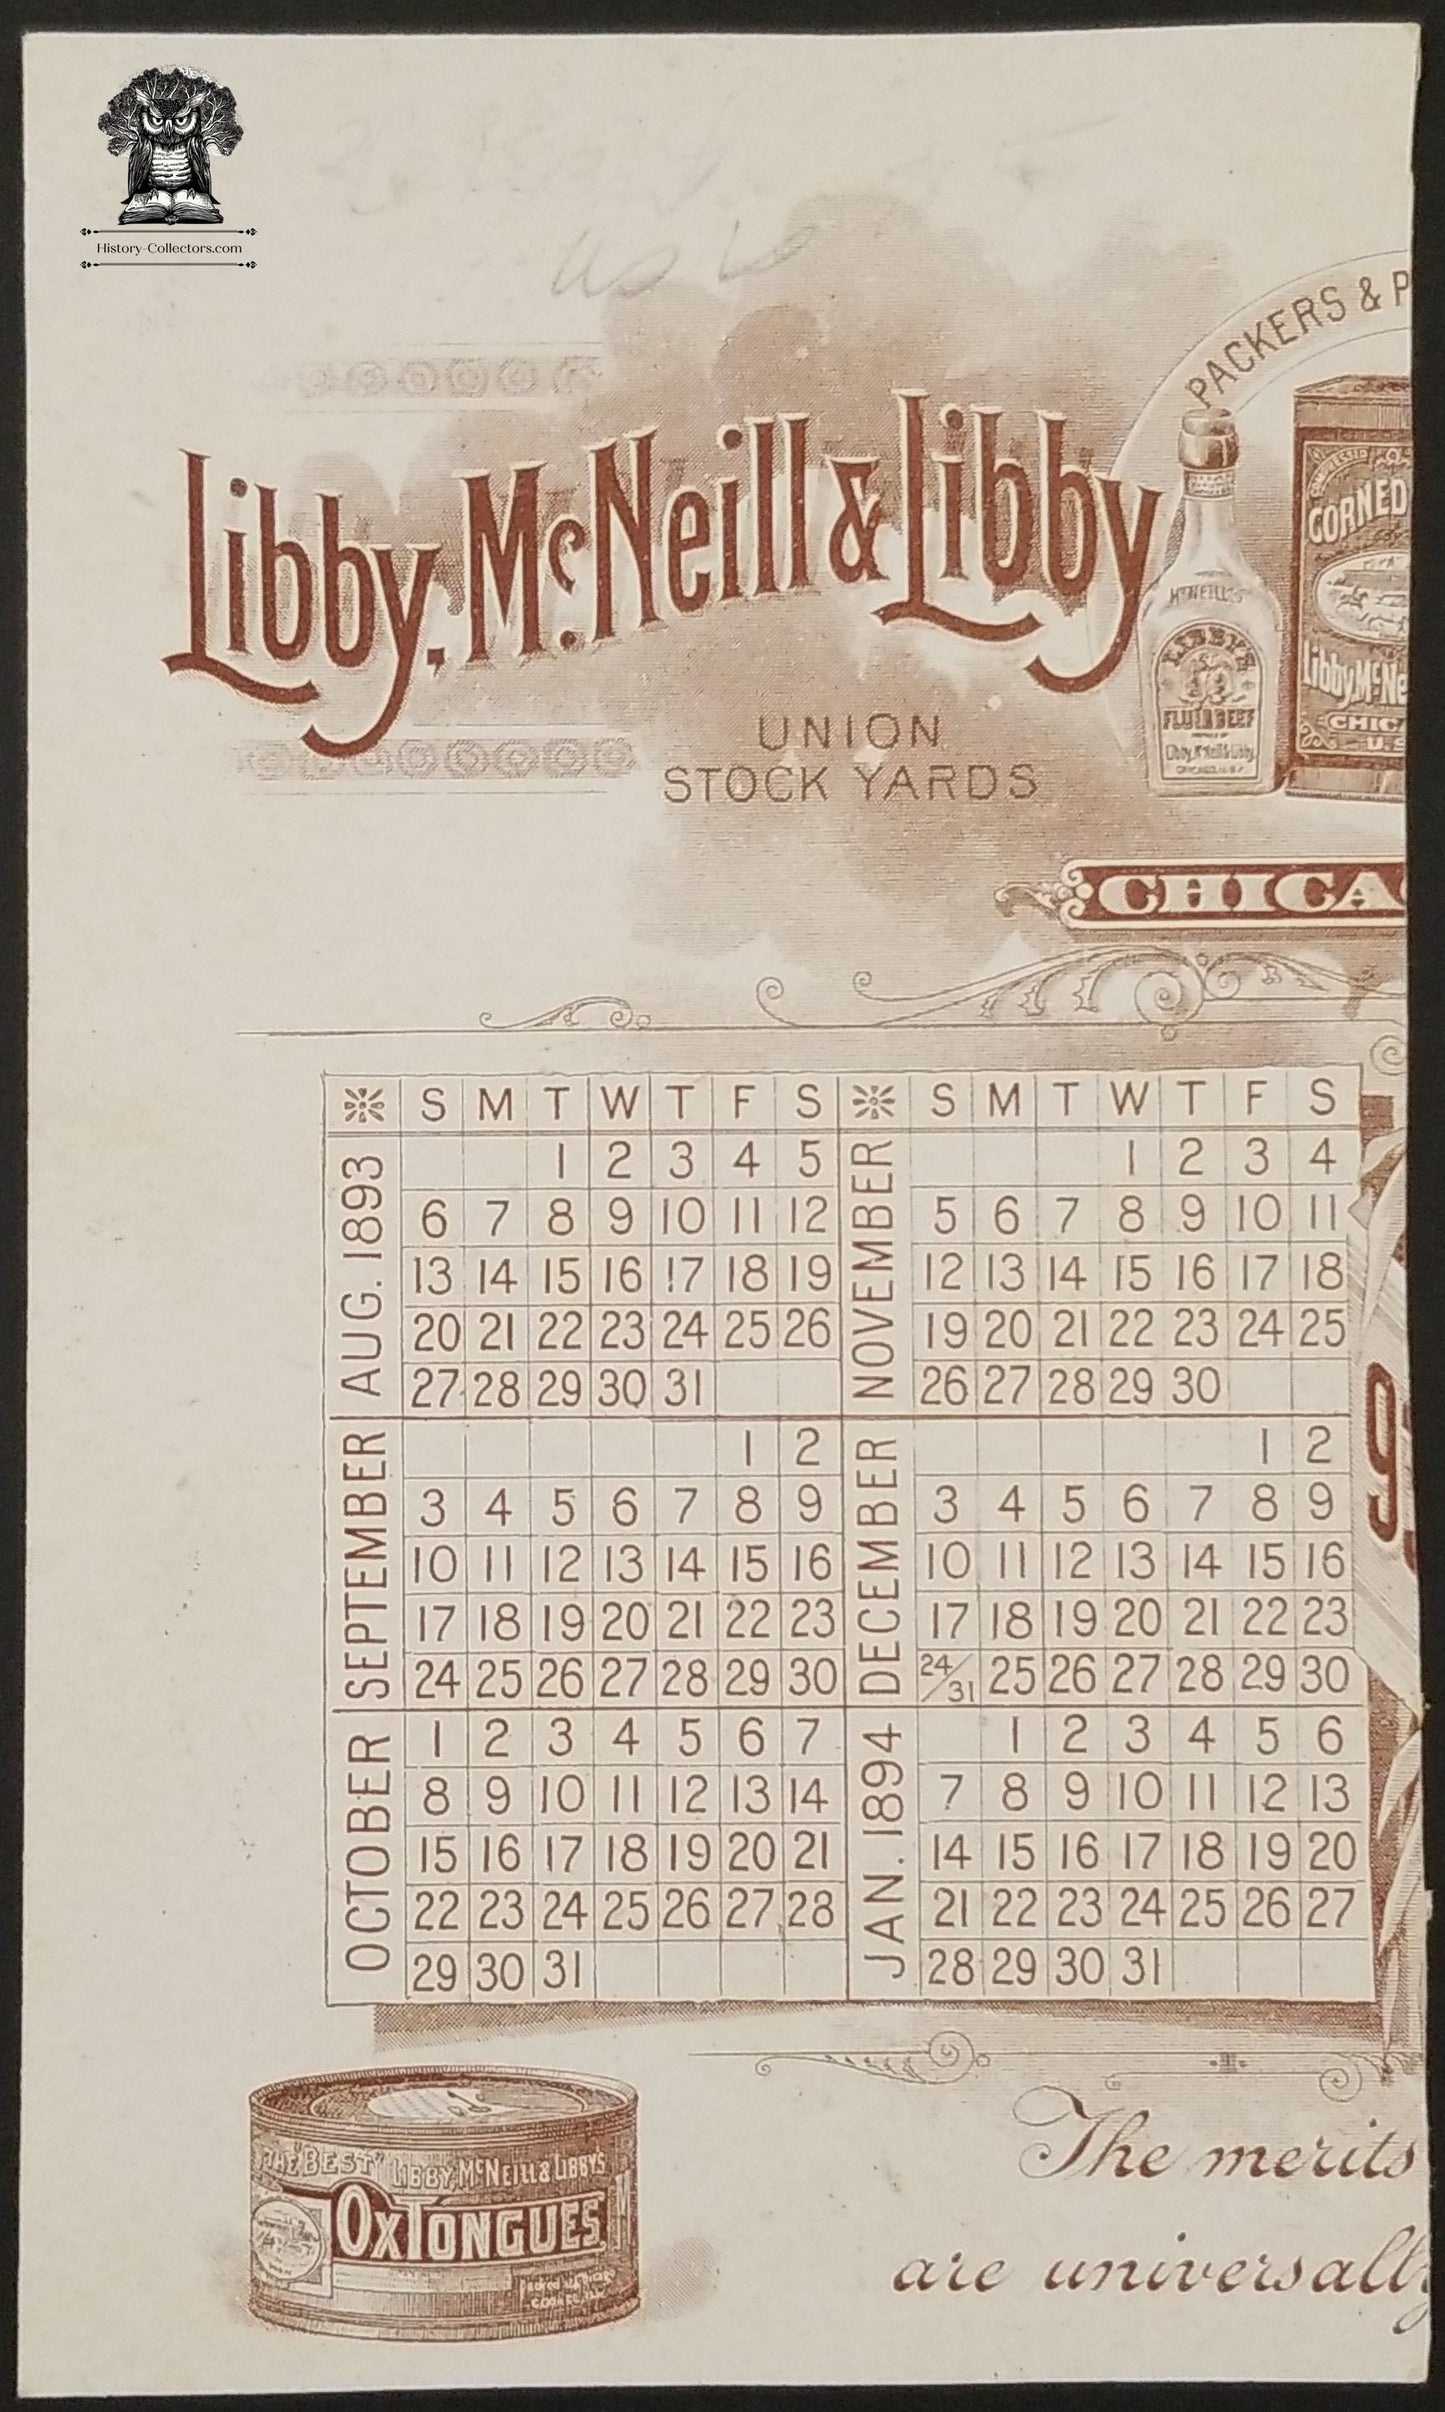 History-Collectors.com
PACKERS & P
Libby, McNeill & Libby
UNION
STOCK YARDS
McNEILL'S
LIBBY'S
FLUID BEEF
Libby, McNeill & Libby
CORNED
Libby, McNe
CHIC
U.S
CHICA
S M T W T F S
AUG. 1893
1 2 3 4 5
6 7 8 9 10 11 12
13 14 15 16 17 18 19
20 21 22 23 24 25 26
27 28 29 30 31
SEPTEMBER
1 2
3 4 5 6 7 8 9
10 11 12 13 14 15 16
17 18 19 20 21 22 23
24 25 26 27 28 29 30
OCTOBER
1 2 3 4 5 6 7
8 9 10 11 12 13 14
15 16 17 18 19 20 21
22 23 24 25 26 27 28
29 30 31
S M T W T F S
NOVEMBER
1 2 3 4
5 6 7 8 9 10 11
12 13 14 15 16 17 18
19 20 21 22 23 24 25
26 27 28 29 30
DECEMBER
1 2
3 4 5 6 7 8 9
10 11 12 13 14 15 16
17 18 19 20 21 22 23
24/31 25 26 27 28 29 30
JAN. 1894
1 2 3 4 5 6
7 8 9 10 11 12 13
14 15 16 17 18 19 20
21 22 23 24 25 26 27
28 29 30 31
9
THE "BEST" LIBBY, McNEILL & LIBBY'S
OX TONGUES
The merits
are universally